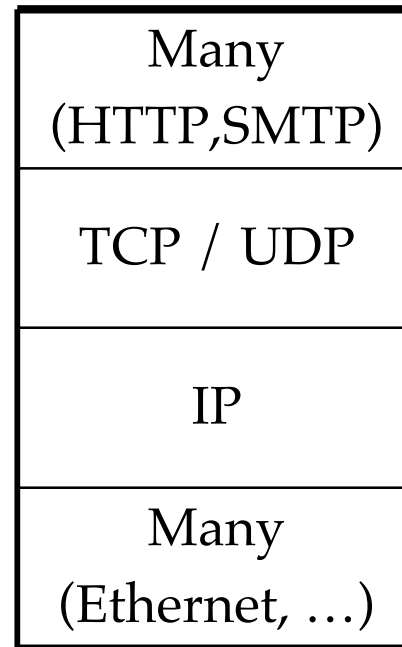 Many
(HTTP,SMTP)
TCP / UDP
IP
Many
(Ethernet, …)